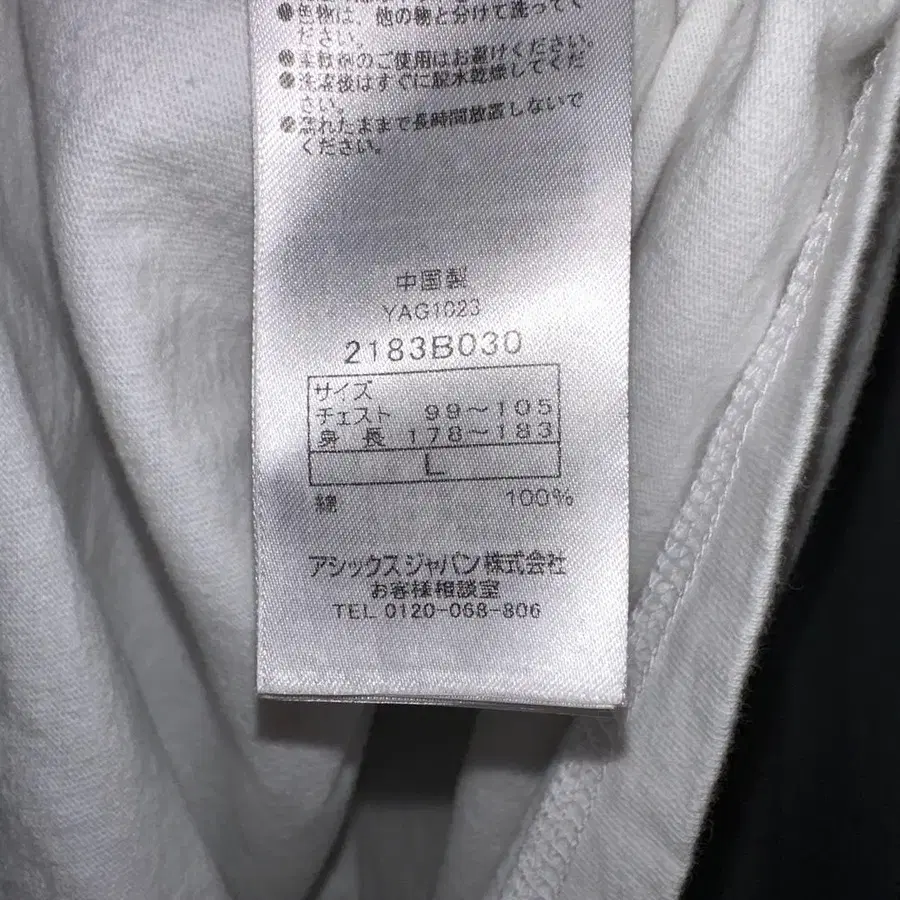 ●色物は、他の物と分けて洗ってく
ださい。
●柔軟剤のご使用はお避けください。
●洗濯後はすぐに脱水乾燥してくだ
さい。
●濡れたままで長時間放置しないで
ください。
中国製
YAG1023
2183B030
サイズ
チェスト 99～105
身長 178～183
L
綿 100%
アシックスジャパン株式会社
お客様相談室
TEL 0120-068-806